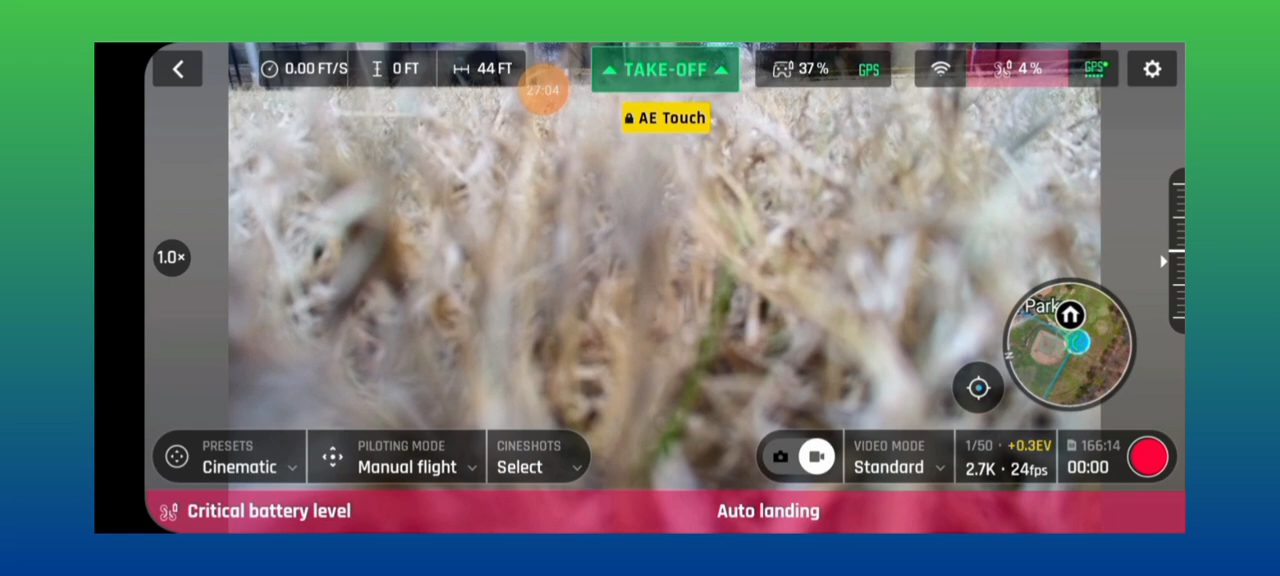 0.00 FT/S
0 FT
44 FT
TAKE-OFF
37 %
GPS
4 %
GPS
27:04
AE Touch
1.0×
Park
N
PRESETS
Cinematic
PILOTING MODE
Manual flight
CINESHOTS
Select
VIDEO MODE
Standard
1/50 · +0.3EV
2.7K · 24fps
166:14
00:00
Critical battery level
Auto landing